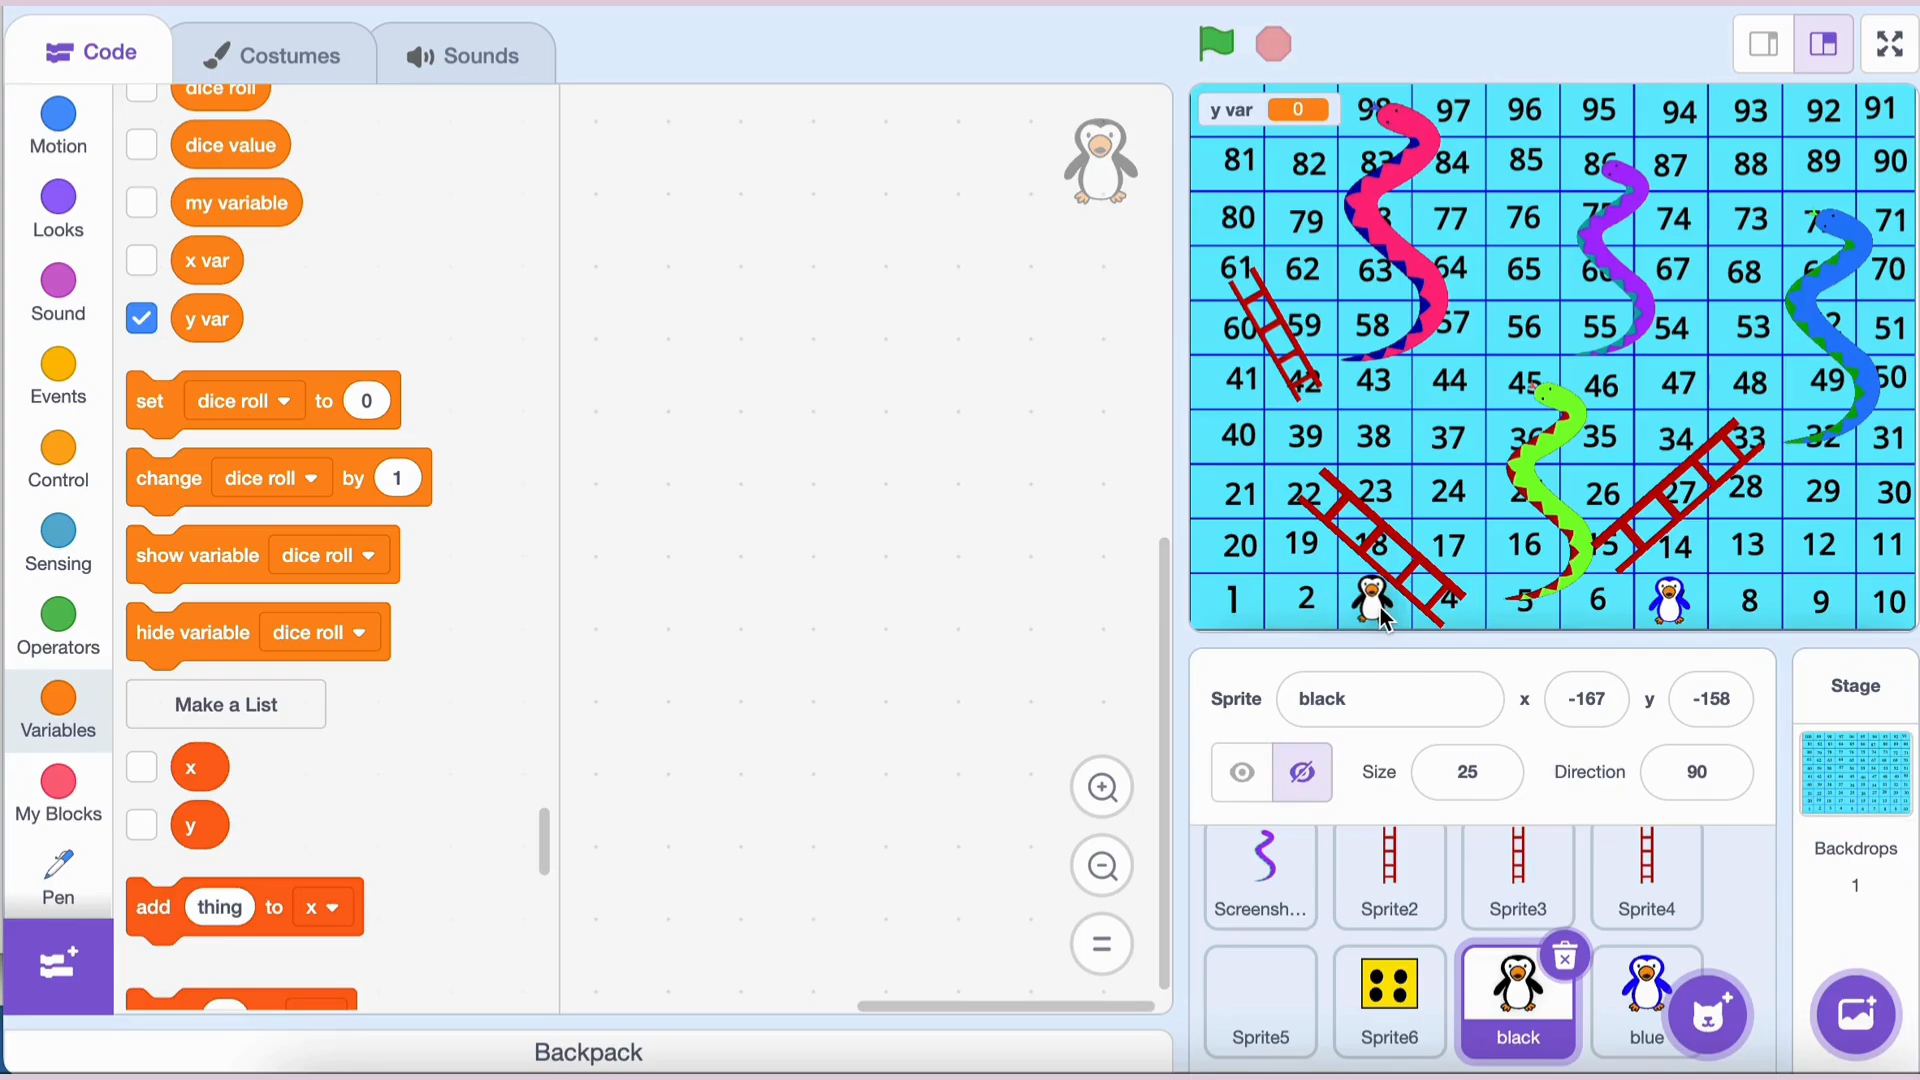 Code
Costumes
Sounds
Motion
Looks
Sound
Events
Control
Sensing
Operators
Variables
My Blocks
Pen
dice roll
dice value
my variable
x var
y var
set dice roll to 0
change dice roll by 1
show variable dice roll
hide variable dice roll
Make a List
x
y
add thing to x
Backpack
y var 0
97 96 95 94 93 92 91
81 82 83 84 85 86 87 88 89 90
80 79 77 76 74 73 71
61 62 63 64 65 67 68 70
60 59 58 57 56 55 54 53 51
41 42 43 44 45 46 47 48 49 50
40 39 38 37 36 35 34 33 32 31
21 22 23 24 26 27 28 29 30
20 19 18 17 16 15 14 13 12 11
1 2 4 5 6 8 9 10
Sprite black x -167 y -158
Size 25 Direction 90
Screensh... Sprite2 Sprite3 Sprite4
Sprite5 Sprite6 black blue
Stage
Backdrops
1